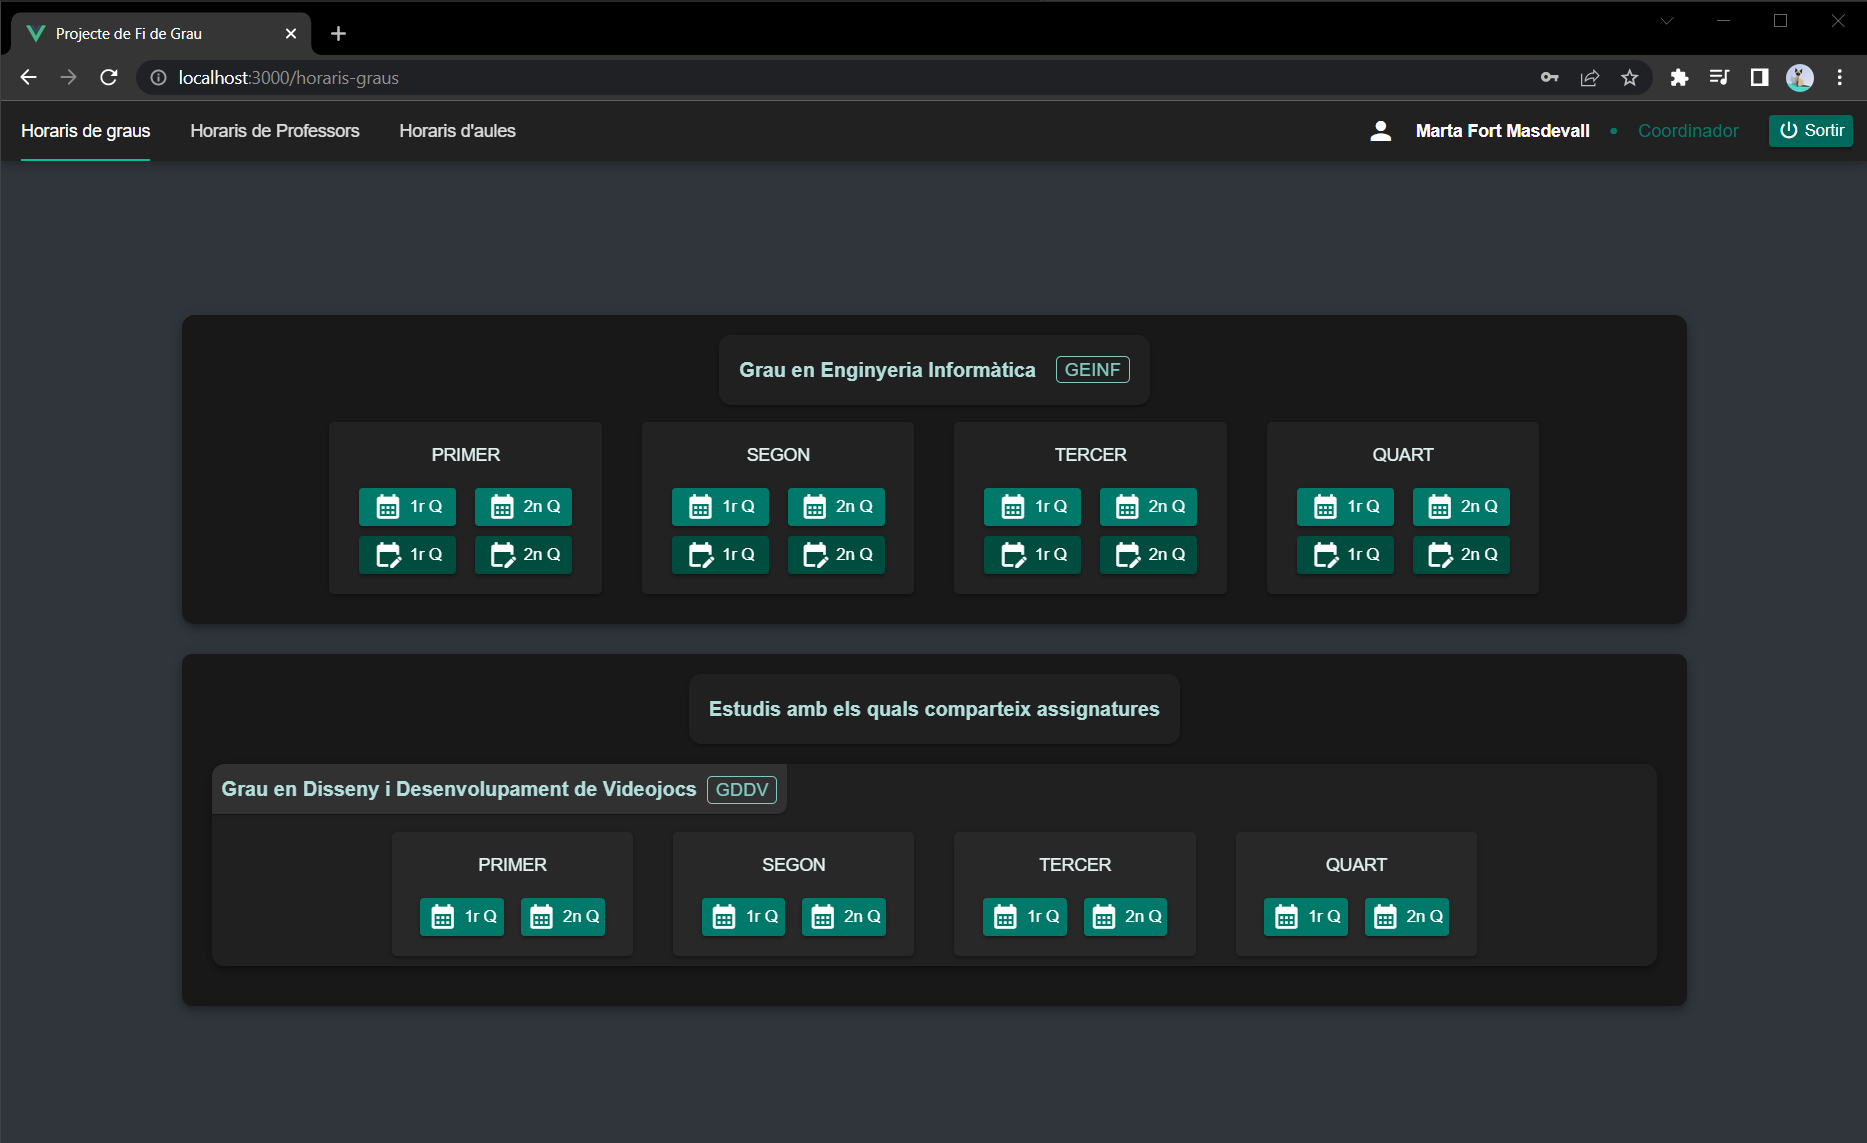 Projecte de Fi de Grau
localhost:3000/horaris-graus
Horaris de graus Horaris de Professors Horaris d'aules Marta Fort Masdevall • Coordinador Sortir
Grau en Enginyeria Informàtica GEINF
PRIMER SEGON TERCER QUART
1r Q 2n Q 1r Q 2n Q 1r Q 2n Q 1r Q 2n Q
1r Q 2n Q 1r Q 2n Q 1r Q 2n Q 1r Q 2n Q
Estudis amb els quals comparteix assignatures
Grau en Disseny i Desenvolupament de Videojocs GDDV
PRIMER SEGON TERCER QUART
1r Q 2n Q 1r Q 2n Q 1r Q 2n Q 1r Q 2n Q